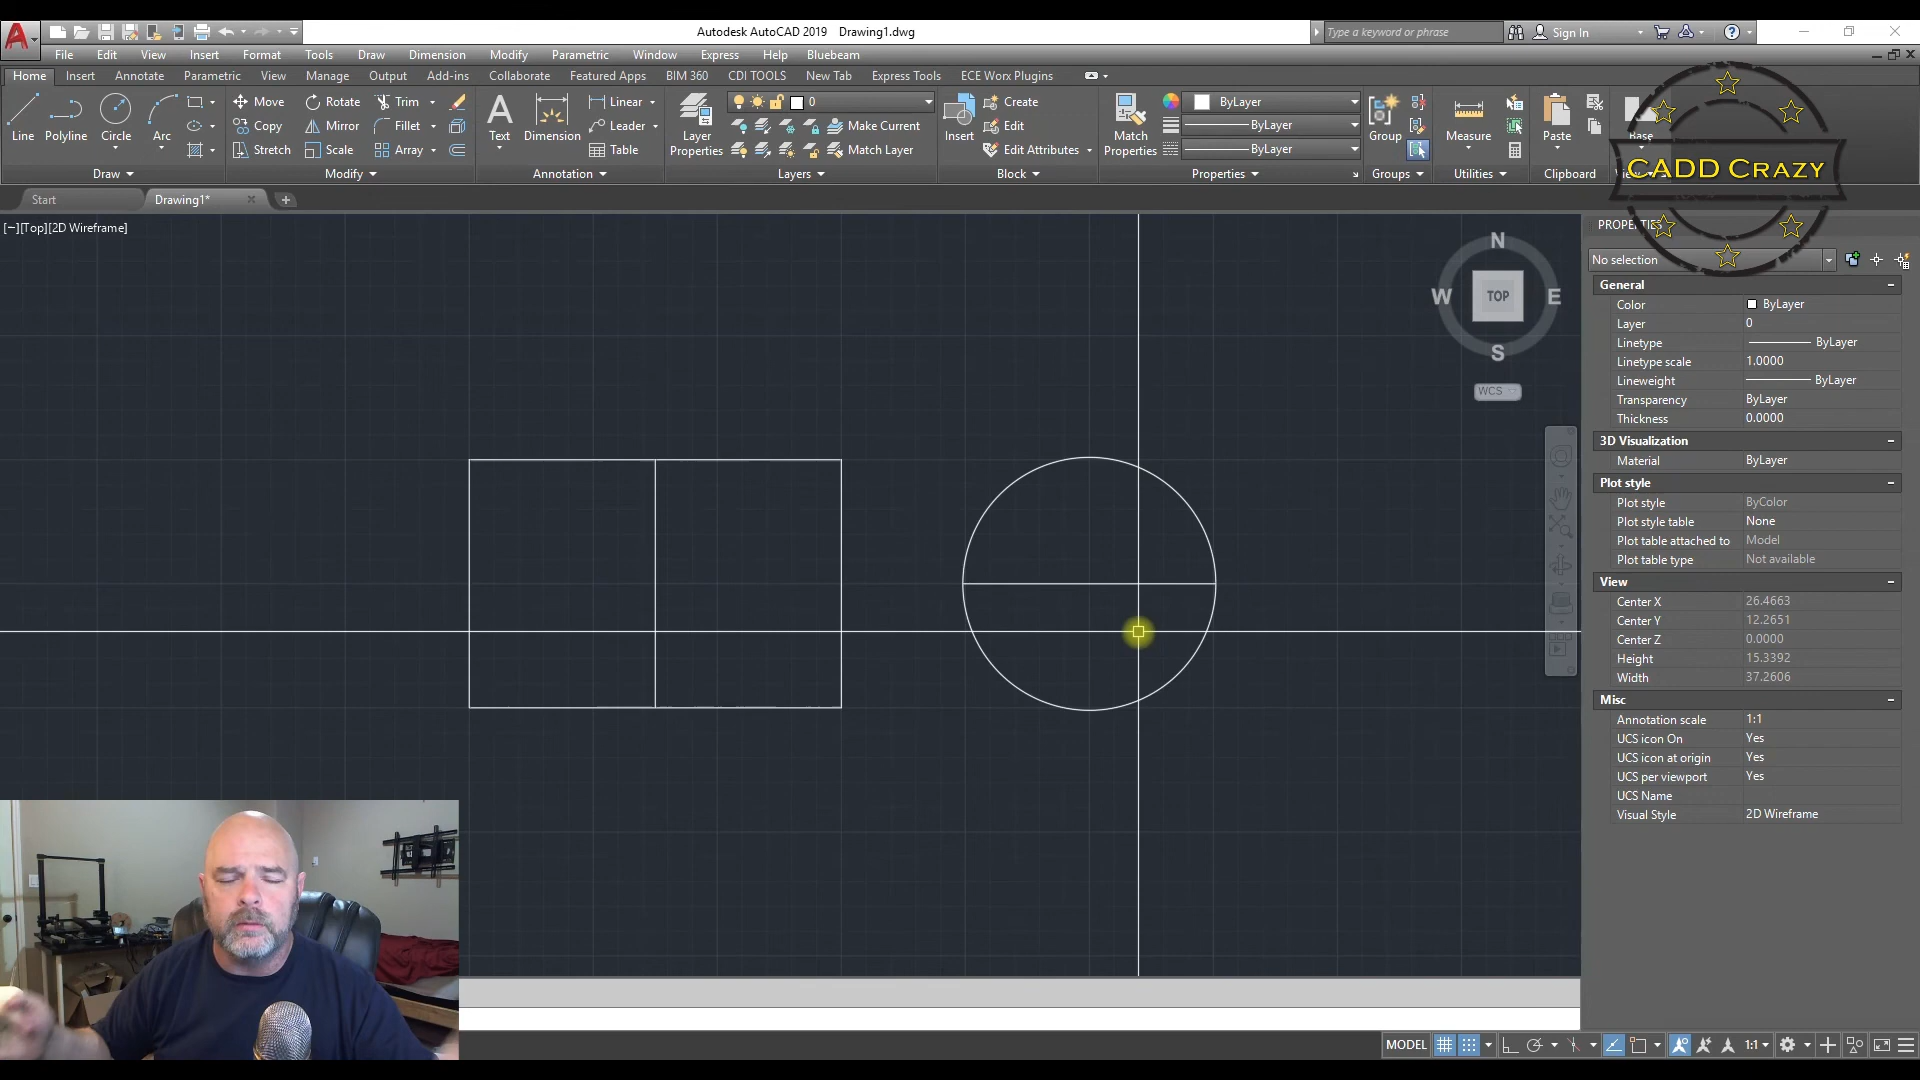 Autodesk AutoCAD 2019 Drawing1.dwg
Type a keyword or phrase
Sign In
File Edit View Insert Format Tools Draw Dimension Modify Parametric Window Express Help Bluebeam
Home Insert Annotate Parametric View Manage Output Add-ins Collaborate Featured Apps BIM 360 CDI TOOLS New Tab Express Tools ECE Worx Plugins
Line Polyline Circle Arc
Move Rotate Trim
Copy Mirror Fillet
Stretch Scale Array
Text Dimension
Linear
Leader
Table
Layer Properties
0
Make Current
Match Layer
Insert
Create
Edit
Edit Attributes
Match Properties
ByLayer
ByLayer
ByLayer
Group
Measure
Paste
Base
Draw Modify Annotation Layers Block Properties Groups Utilities Clipboard
CADD Crazy
Start Drawing1*
[−][Top][2D Wireframe]
N
W TOP E
S
WCS
PROPERTIES
No selection
General
Color ByLayer
Layer 0
Linetype ByLayer
Linetype scale 1.0000
Lineweight ByLayer
Transparency ByLayer
Thickness 0.0000
3D Visualization
Material ByLayer
Plot style
Plot style ByColor
Plot style table None
Plot table attached to Model
Plot table type Not available
View
Center X 26.4663
Center Y 12.2651
Center Z 0.0000
Height 15.3392
Width 37.2606
Misc
Annotation scale 1:1
UCS icon On Yes
UCS icon at origin Yes
UCS per viewport Yes
UCS Name
Visual Style 2D Wireframe
MODEL 1:1